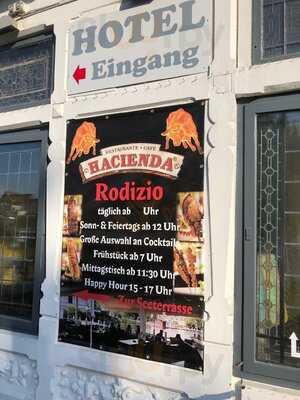 HOTEL
Eingang
RESTAURANTE • CAFE
HACIENDA
Rodizio
täglich ab Uhr
Sonn- & Feiertags ab 12 Uhr
Große Auswahl an Cocktail
Frühstück ab 7 Uhr
Mittagstisch ab 11:30 Uhr
Happy Hour 15 - 17 Uhr
Zur Seeterrasse